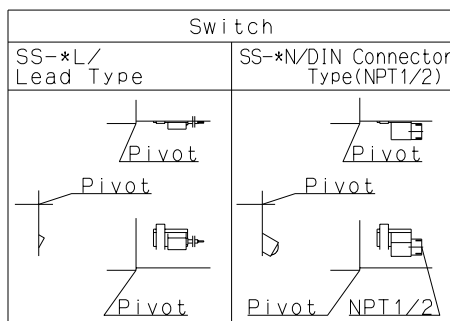 Switch
SS-*L/
Lead Type
SS-*N/DIN Connector
Type(NPT1/2)
Pivot
Pivot
Pivot
Pivot
Pivot
Pivot
NPT1/2